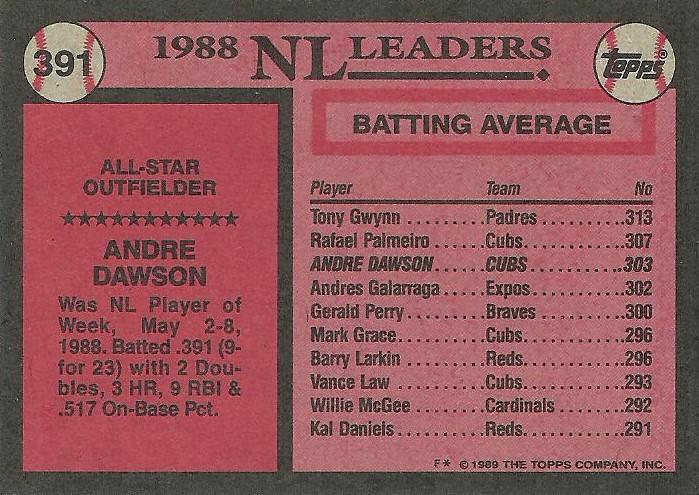 391
1988 NL LEADERS
Topps®
ALL-STAR
OUTFIELDER
★★★★★★★★★★★
ANDRE
DAWSON
Was NL Player of
Week, May 2-8,
1988. Batted .391 (9-
for 23) with 2 Dou-
bles, 3 HR, 9 RBI &
.517 On-Base Pct.
BATTING AVERAGE
Player Team No
Tony Gwynn ........ Padres ..........313
Rafael Palmeiro .... Cubs.............307
ANDRE DAWSON..... CUBS............303
Andres Galarraga... Expos ...........302
Gerald Perry ........ Braves ..........300
Mark Grace.......... Cubs.............296
Barry Larkin ........ Reds.............296
Vance Law .......... Cubs.............293
Willie McGee ....... Cardinals .......292
Kal Daniels.......... Reds.............291
F* © 1989 THE TOPPS COMPANY, INC.